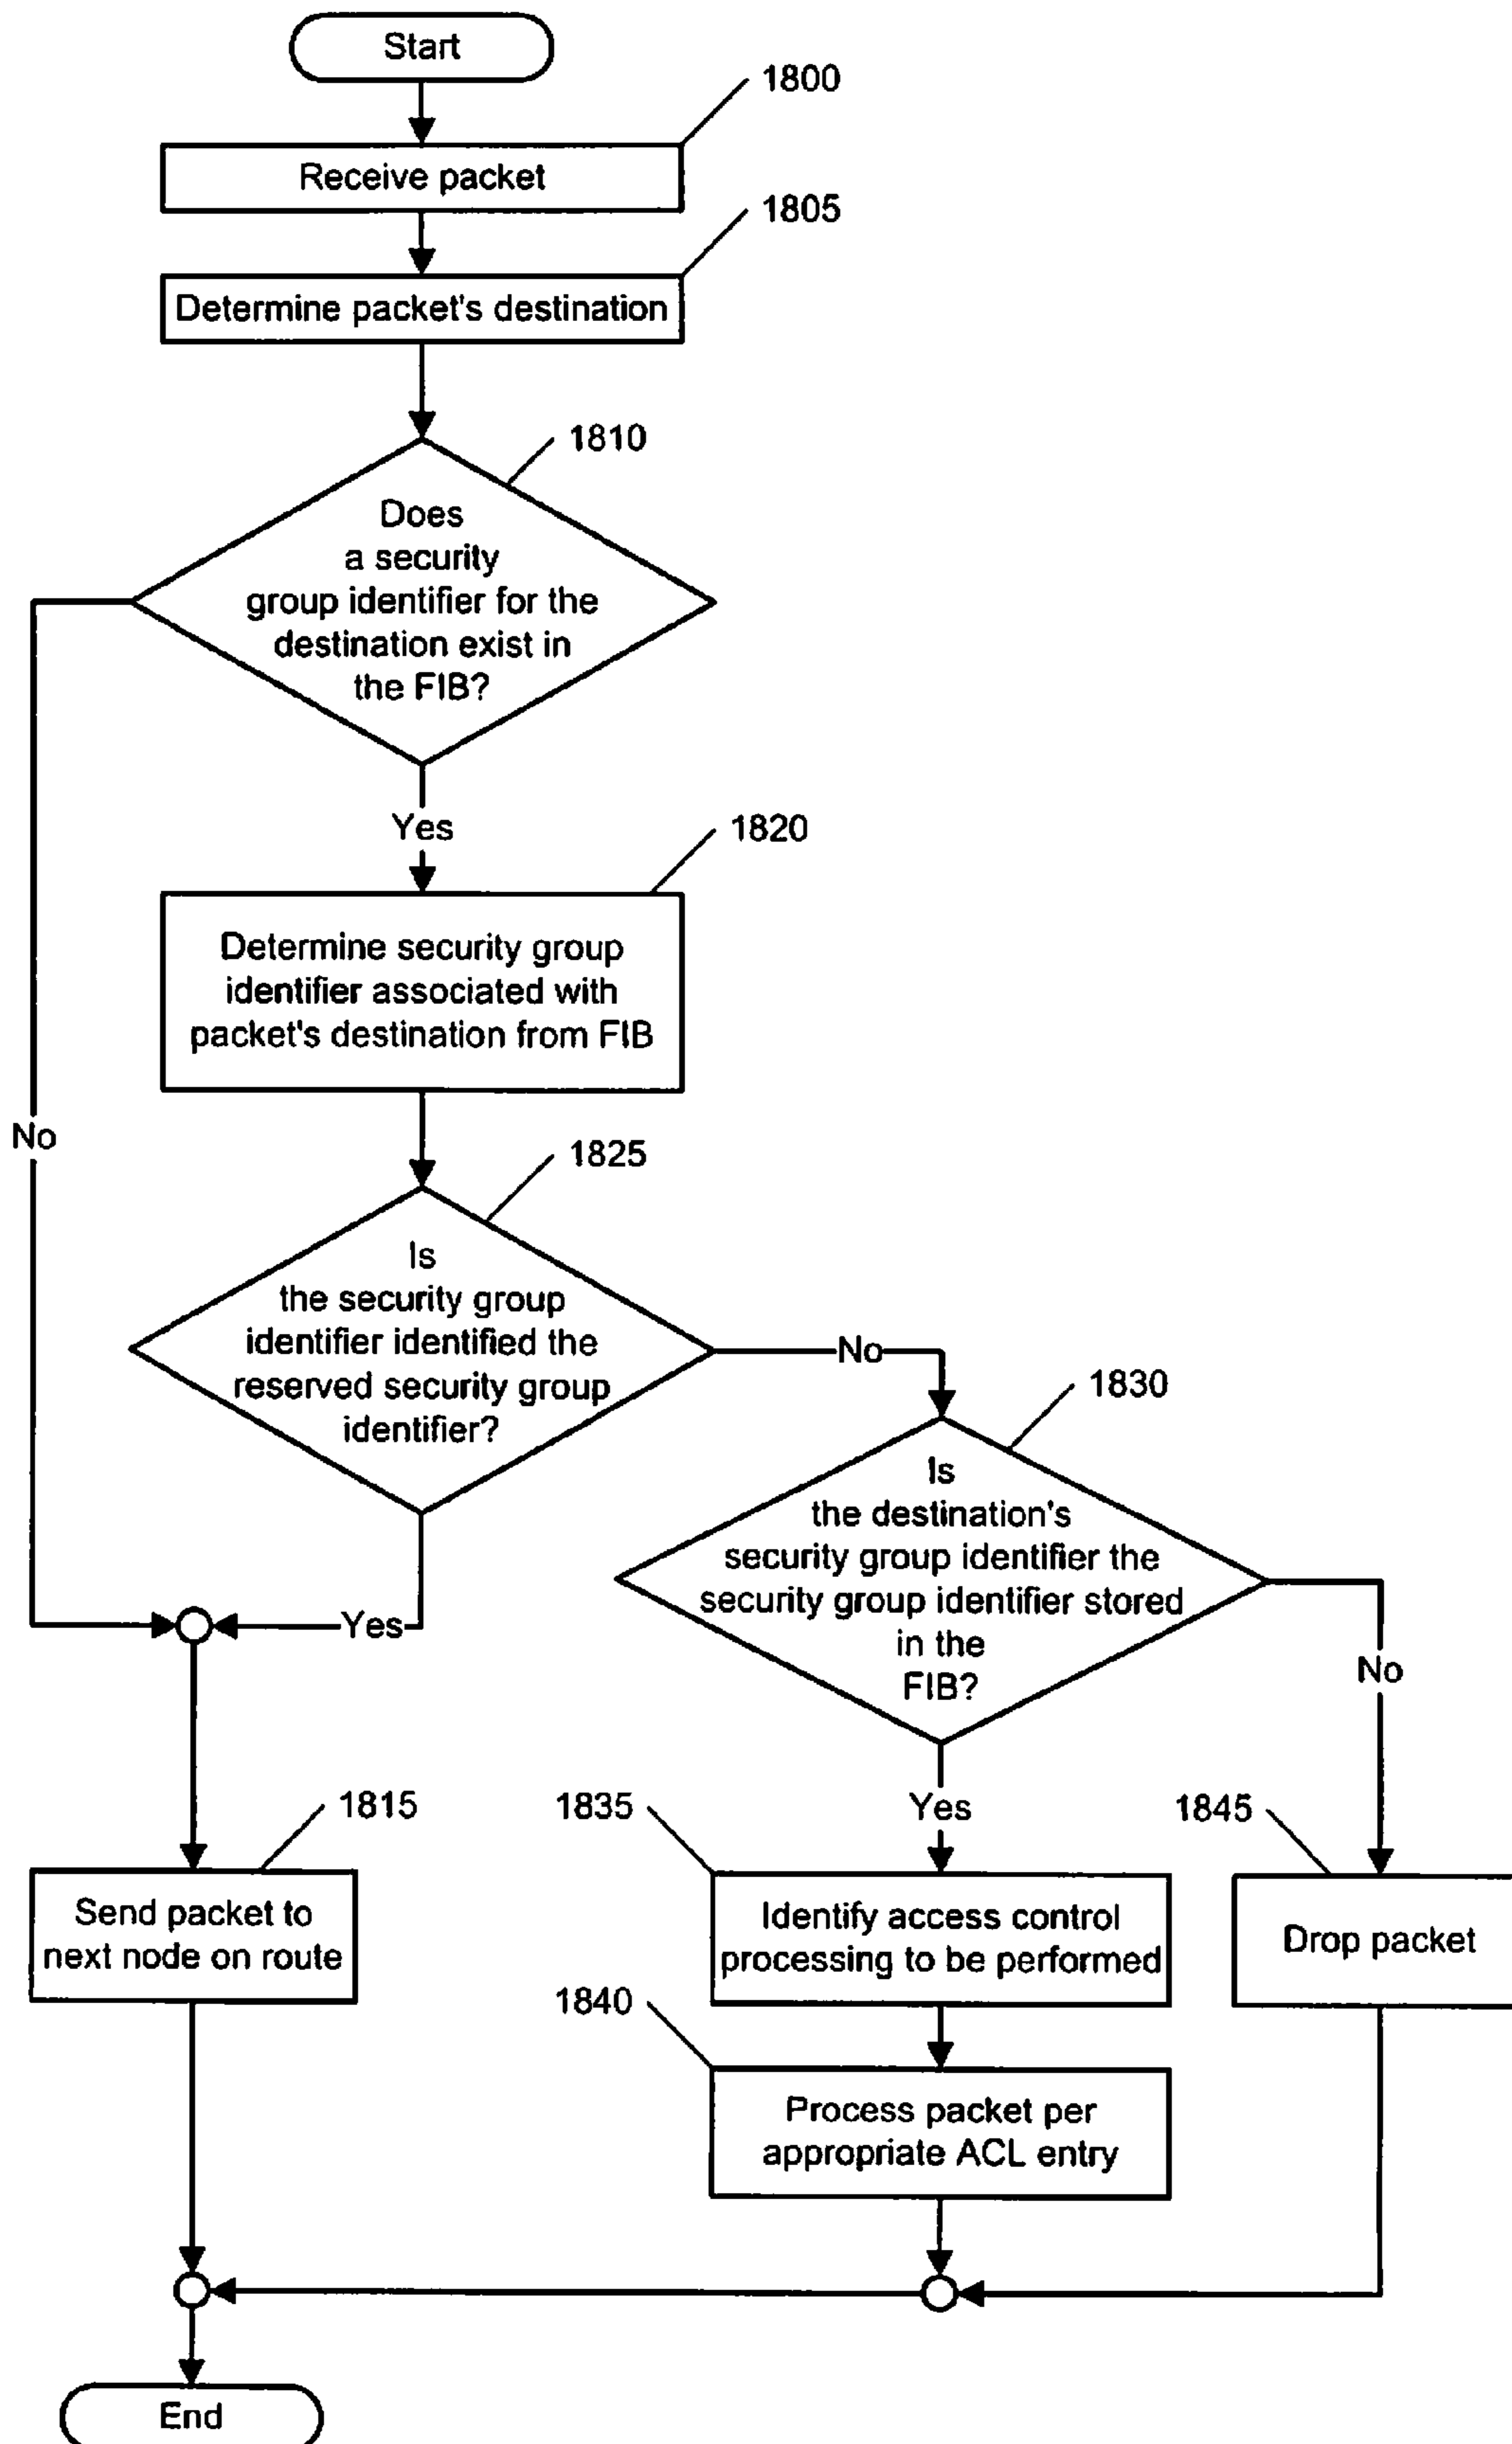 Start
1800
Receive packet
1805
Determine packet's destination
1810
Does
a security
group identifier for the
destination exist in
the FIB?
Yes
1820
Determine security group
identifier associated with
packet's destination from FIB
No
1825
Is
the security group
identifier identified the
reserved security group
identifier?
No
1830
Is
the destination's
security group identifier the
security group identifier stored
in the
FIB?
Yes
No
1815
Send packet to
next node on route
1835
Yes
Identify access control
processing to be performed
1845
Drop packet
1840
Process packet per
appropriate ACL entry
End